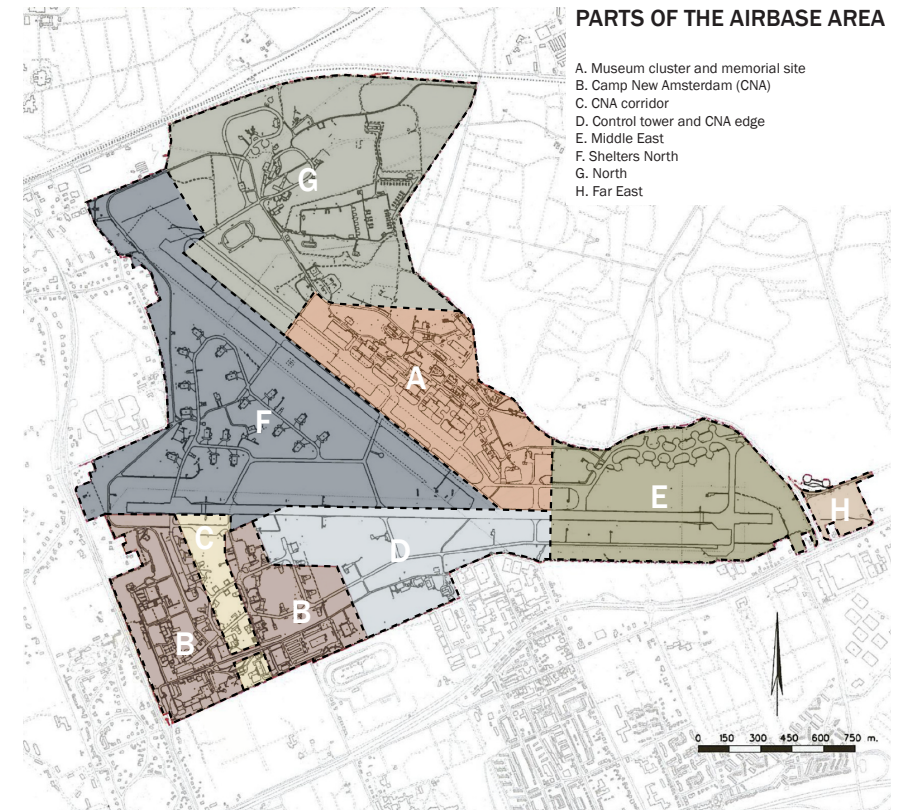 PARTS OF THE AIRBASE AREA
A. Museum cluster and memorial site
B. Camp New Amsterdam (CNA)
C. CNA corridor
D. Control tower and CNA edge
E. Middle East
F. Shelters North
G. North
H. Far East
G
A
F
E
H
C
D
B
B
0 150 300 450 600 750 m.